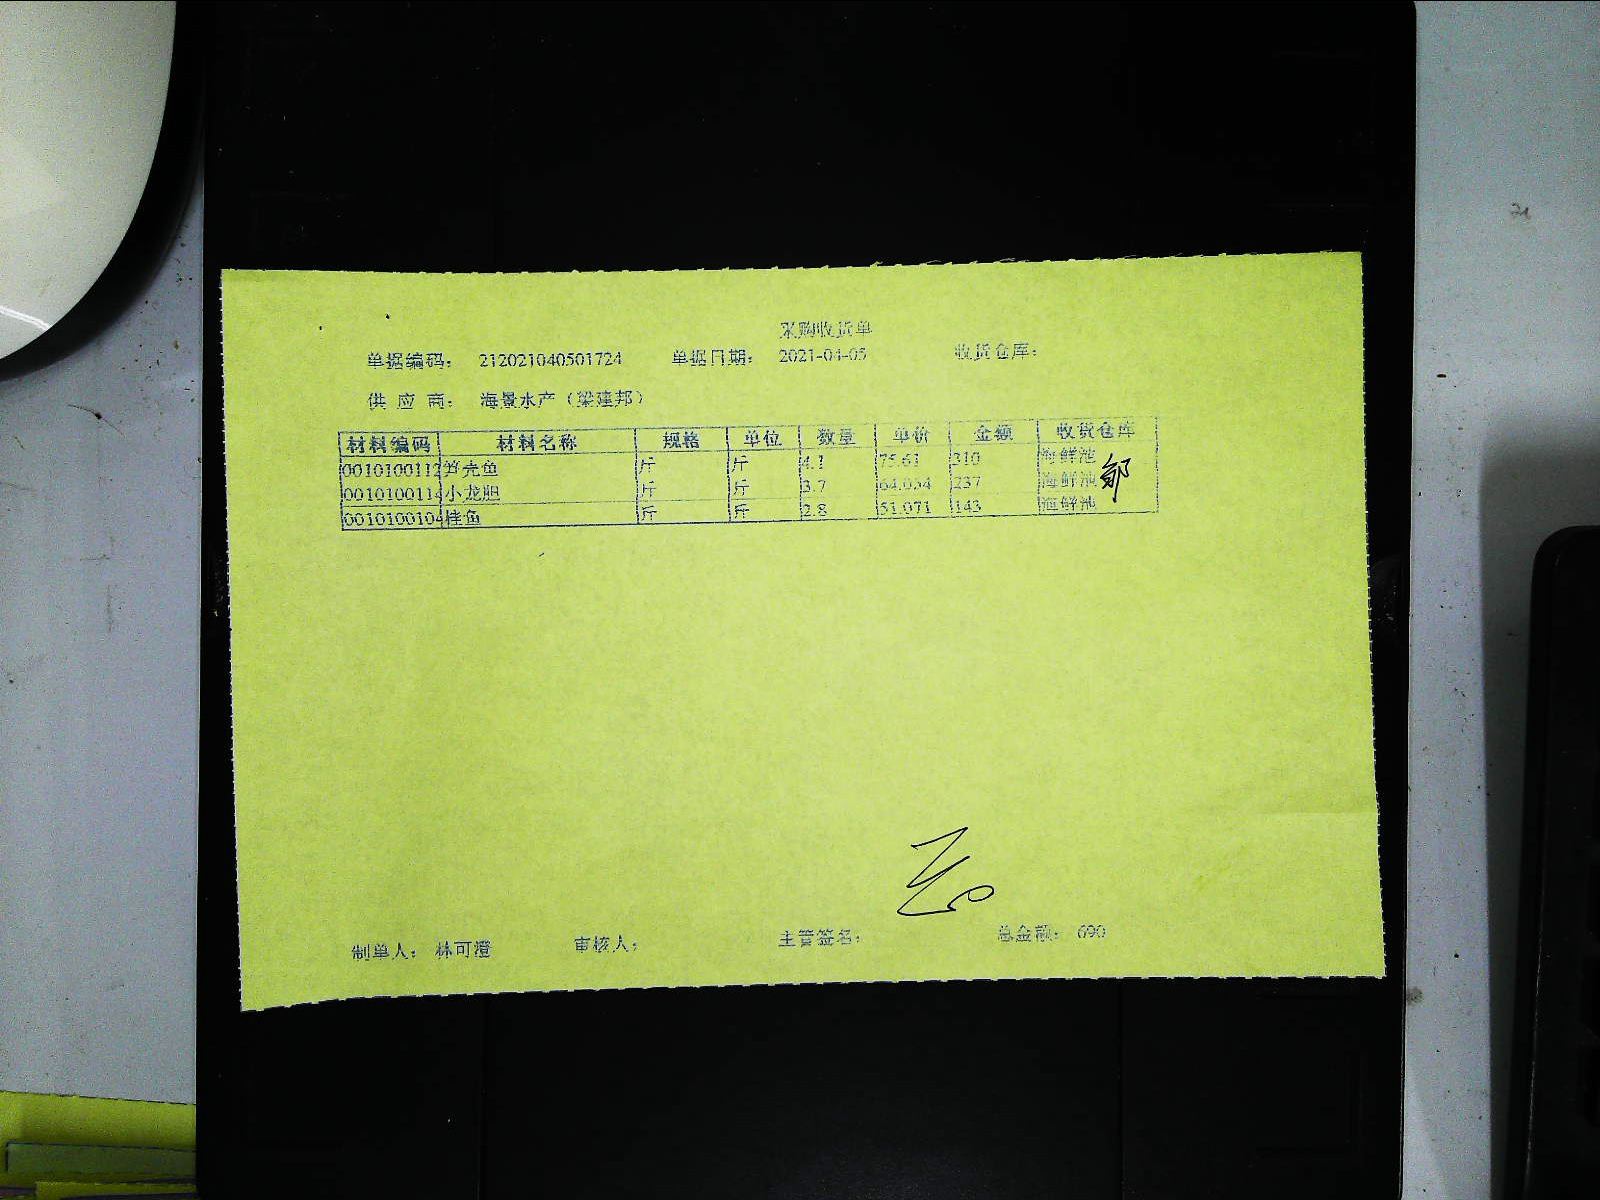 采购收货单
单据编码： 212021040501724 单据日期： 2021-04-05 收货仓库：
供 应 商： 海景水产（梁建邦）
材料编码 材料名称 规格 单位 数量 单价 金额 收货仓库
0010100112 笋壳鱼 斤 斤 4.1 75.61 310 海鲜池
0010100114 小龙胆 斤 斤 3.7 64.054 237 海鲜池
0010100104 桂鱼 斤 斤 2.8 51.071 143 海鲜池
制单人： 林可澄 审核人： 主管签名： 总金额： 690